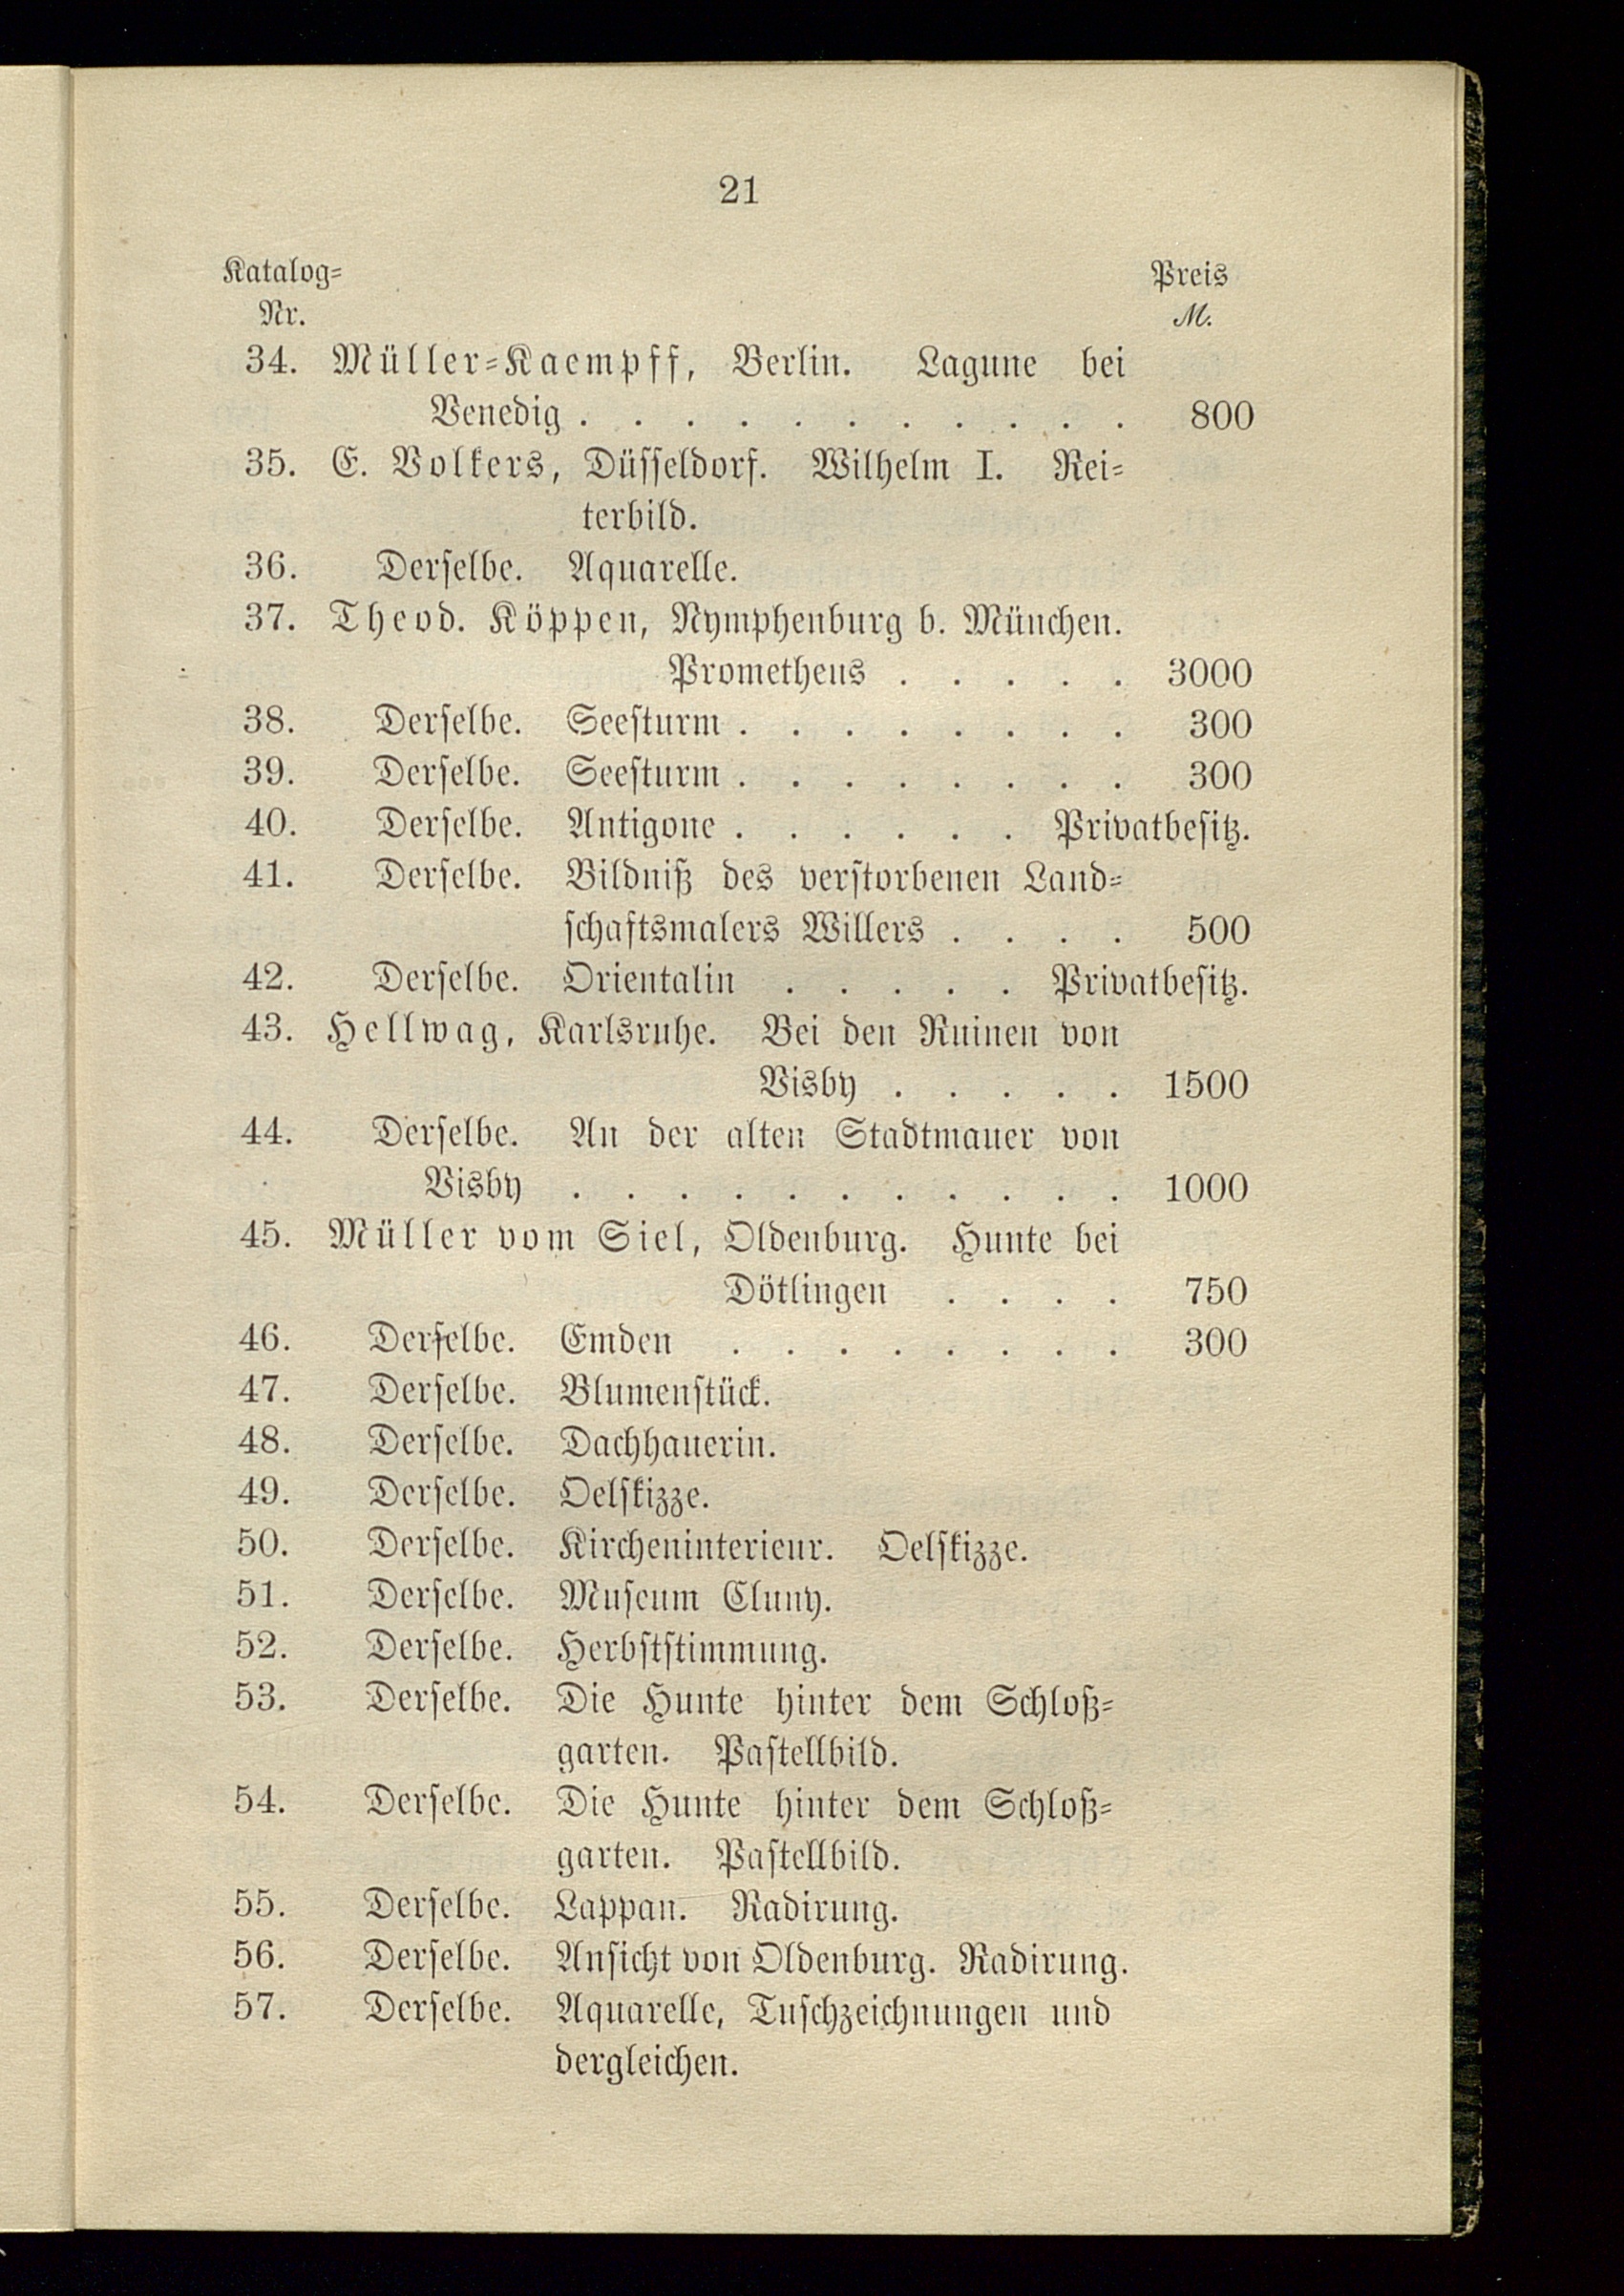 21
Katalog-
Nr.
Preis
M.
34. Müller-Kaempff, Berlin. Lagune bei
Venedig . . . . . . . . . . . 800
35. E. Volkers, Düsseldorf. Wilhelm I. Rei-
terbild.
36. Derselbe. Aquarelle.
37. Theod. Köppen, Nymphenburg b. München.
Prometheus . . . . . 3000
38. Derselbe. Seesturm . . . . . . . . 300
39. Derselbe. Seesturm . . . . . . . . 300
40. Derselbe. Antigone . . . . . . Privatbesitz.
41. Derselbe. Bildniß des verstorbenen Land-
schaftsmalers Willers . . . . 500
42. Derselbe. Orientalin . . . . . Privatbesitz.
43. Hellwag, Karlsruhe. Bei den Ruinen von
Visby . . . . . 1500
44. Derselbe. An der alten Stadtmauer von
Visby . . . . . . . . . . . 1000
45. Müller vom Siel, Oldenburg. Hunte bei
Dötlingen . . . . 750
46. Derselbe. Emden . . . . . . . . 300
47. Derselbe. Blumenstück.
48. Derselbe. Dachhauerin.
49. Derselbe. Oelskizze.
50. Derselbe. Kircheninterieur. Oelskizze.
51. Derselbe. Museum Cluny.
52. Derselbe. Herbststimmung.
53. Derselbe. Die Hunte hinter dem Schloß-
garten. Pastellbild.
54. Derselbe. Die Hunte hinter dem Schloß-
garten. Pastellbild.
55. Derselbe. Lappan. Radirung.
56. Derselbe. Ansicht von Oldenburg. Radirung.
57. Derselbe. Aquarelle, Tuschzeichnungen und
dergleichen.